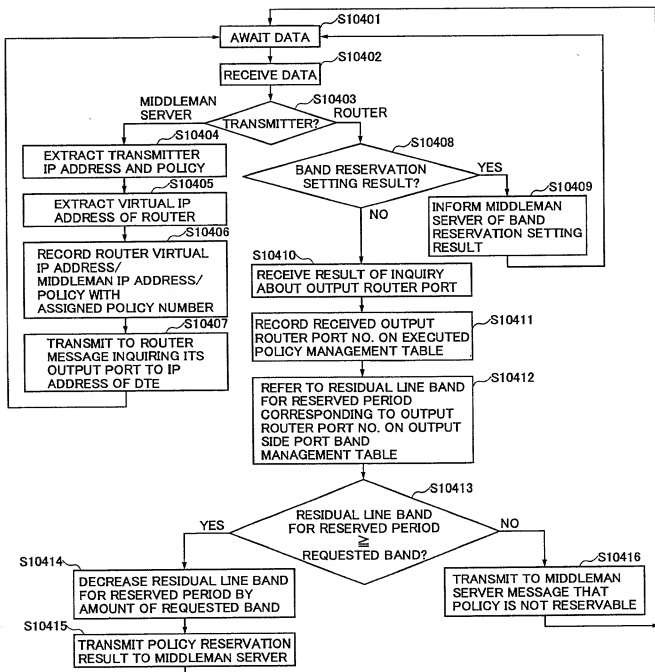 S10401
AWAIT DATA
S10402
RECEIVE DATA
S10403
MIDDLEMAN
SERVER
TRANSMITTER?
ROUTER
S10404
EXTRACT TRANSMITTER
IP ADDRESS AND POLICY
S10405
EXTRACT VIRTUAL IP
ADDRESS OF ROUTER
S10406
RECORD ROUTER VIRTUAL
IP ADDRESS/
MIDDLEMAN IP ADDRESS/
POLICY WITH
ASSIGNED POLICY NUMBER
S10407
TRANSMIT TO ROUTER
MESSAGE INQUIRING ITS
OUTPUT PORT TO IP
ADDRESS OF DTE
S10408
BAND RESERVATION
SETTING RESULT?
YES
NO
S10409
INFORM MIDDLEMAN
SERVER OF BAND
RESERVATION SETTING
RESULT
S10410
RECEIVE RESULT OF INQUIRY
ABOUT OUTPUT ROUTER PORT
S10411
RECORD RECEIVED OUTPUT
ROUTER PORT NO. ON EXECUTED
POLICY MANAGEMENT TABLE
S10412
REFER TO RESIDUAL LINE BAND
FOR RESERVED PERIOD
CORRESPONDING TO OUTPUT
ROUTER PORT NO. ON OUTPUT
SIDE PORT BAND
MANAGEMENT TABLE
S10413
RESIDUAL LINE BAND
FOR RESERVED PERIOD
≧
REQUESTED BAND?
YES
NO
S10414
DECREASE RESIDUAL LINE BAND
FOR RESERVED PERIOD BY
AMOUNT OF REQUESTED BAND
S10415
TRANSMIT POLICY RESERVATION
RESULT TO MIDDLEMAN SERVER
S10416
TRANSMIT TO MIDDLEMAN
SERVER MESSAGE THAT
POLICY IS NOT RESERVABLE